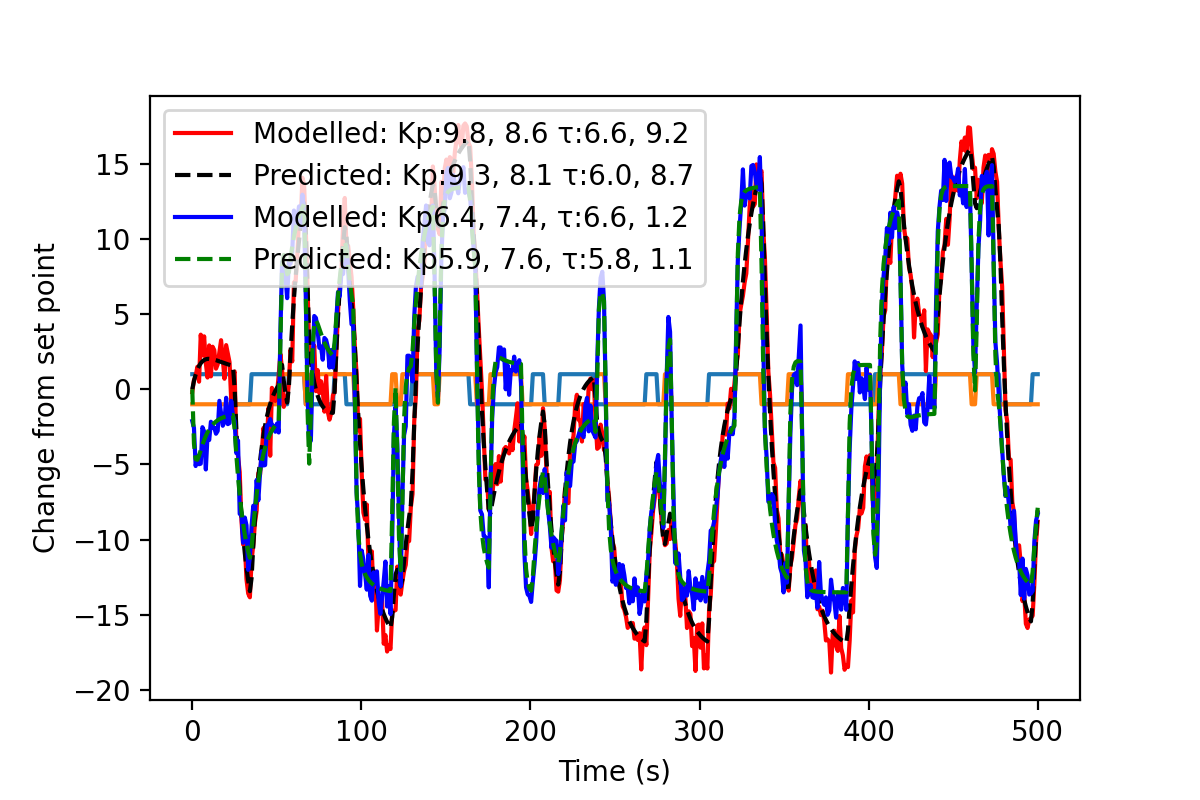 Modelled: Kp:9.8, 8.6 τ:6.6, 9.2
Predicted: Kp:9.3, 8.1 τ:6.0, 8.7
Modelled: Kp6.4, 7.4, τ:6.6, 1.2
Predicted: Kp5.9, 7.6, τ:5.8, 1.1
Change from set point
15
10
5
0
−5
−10
−15
−20
0 100 200 300 400 500
Time (s)